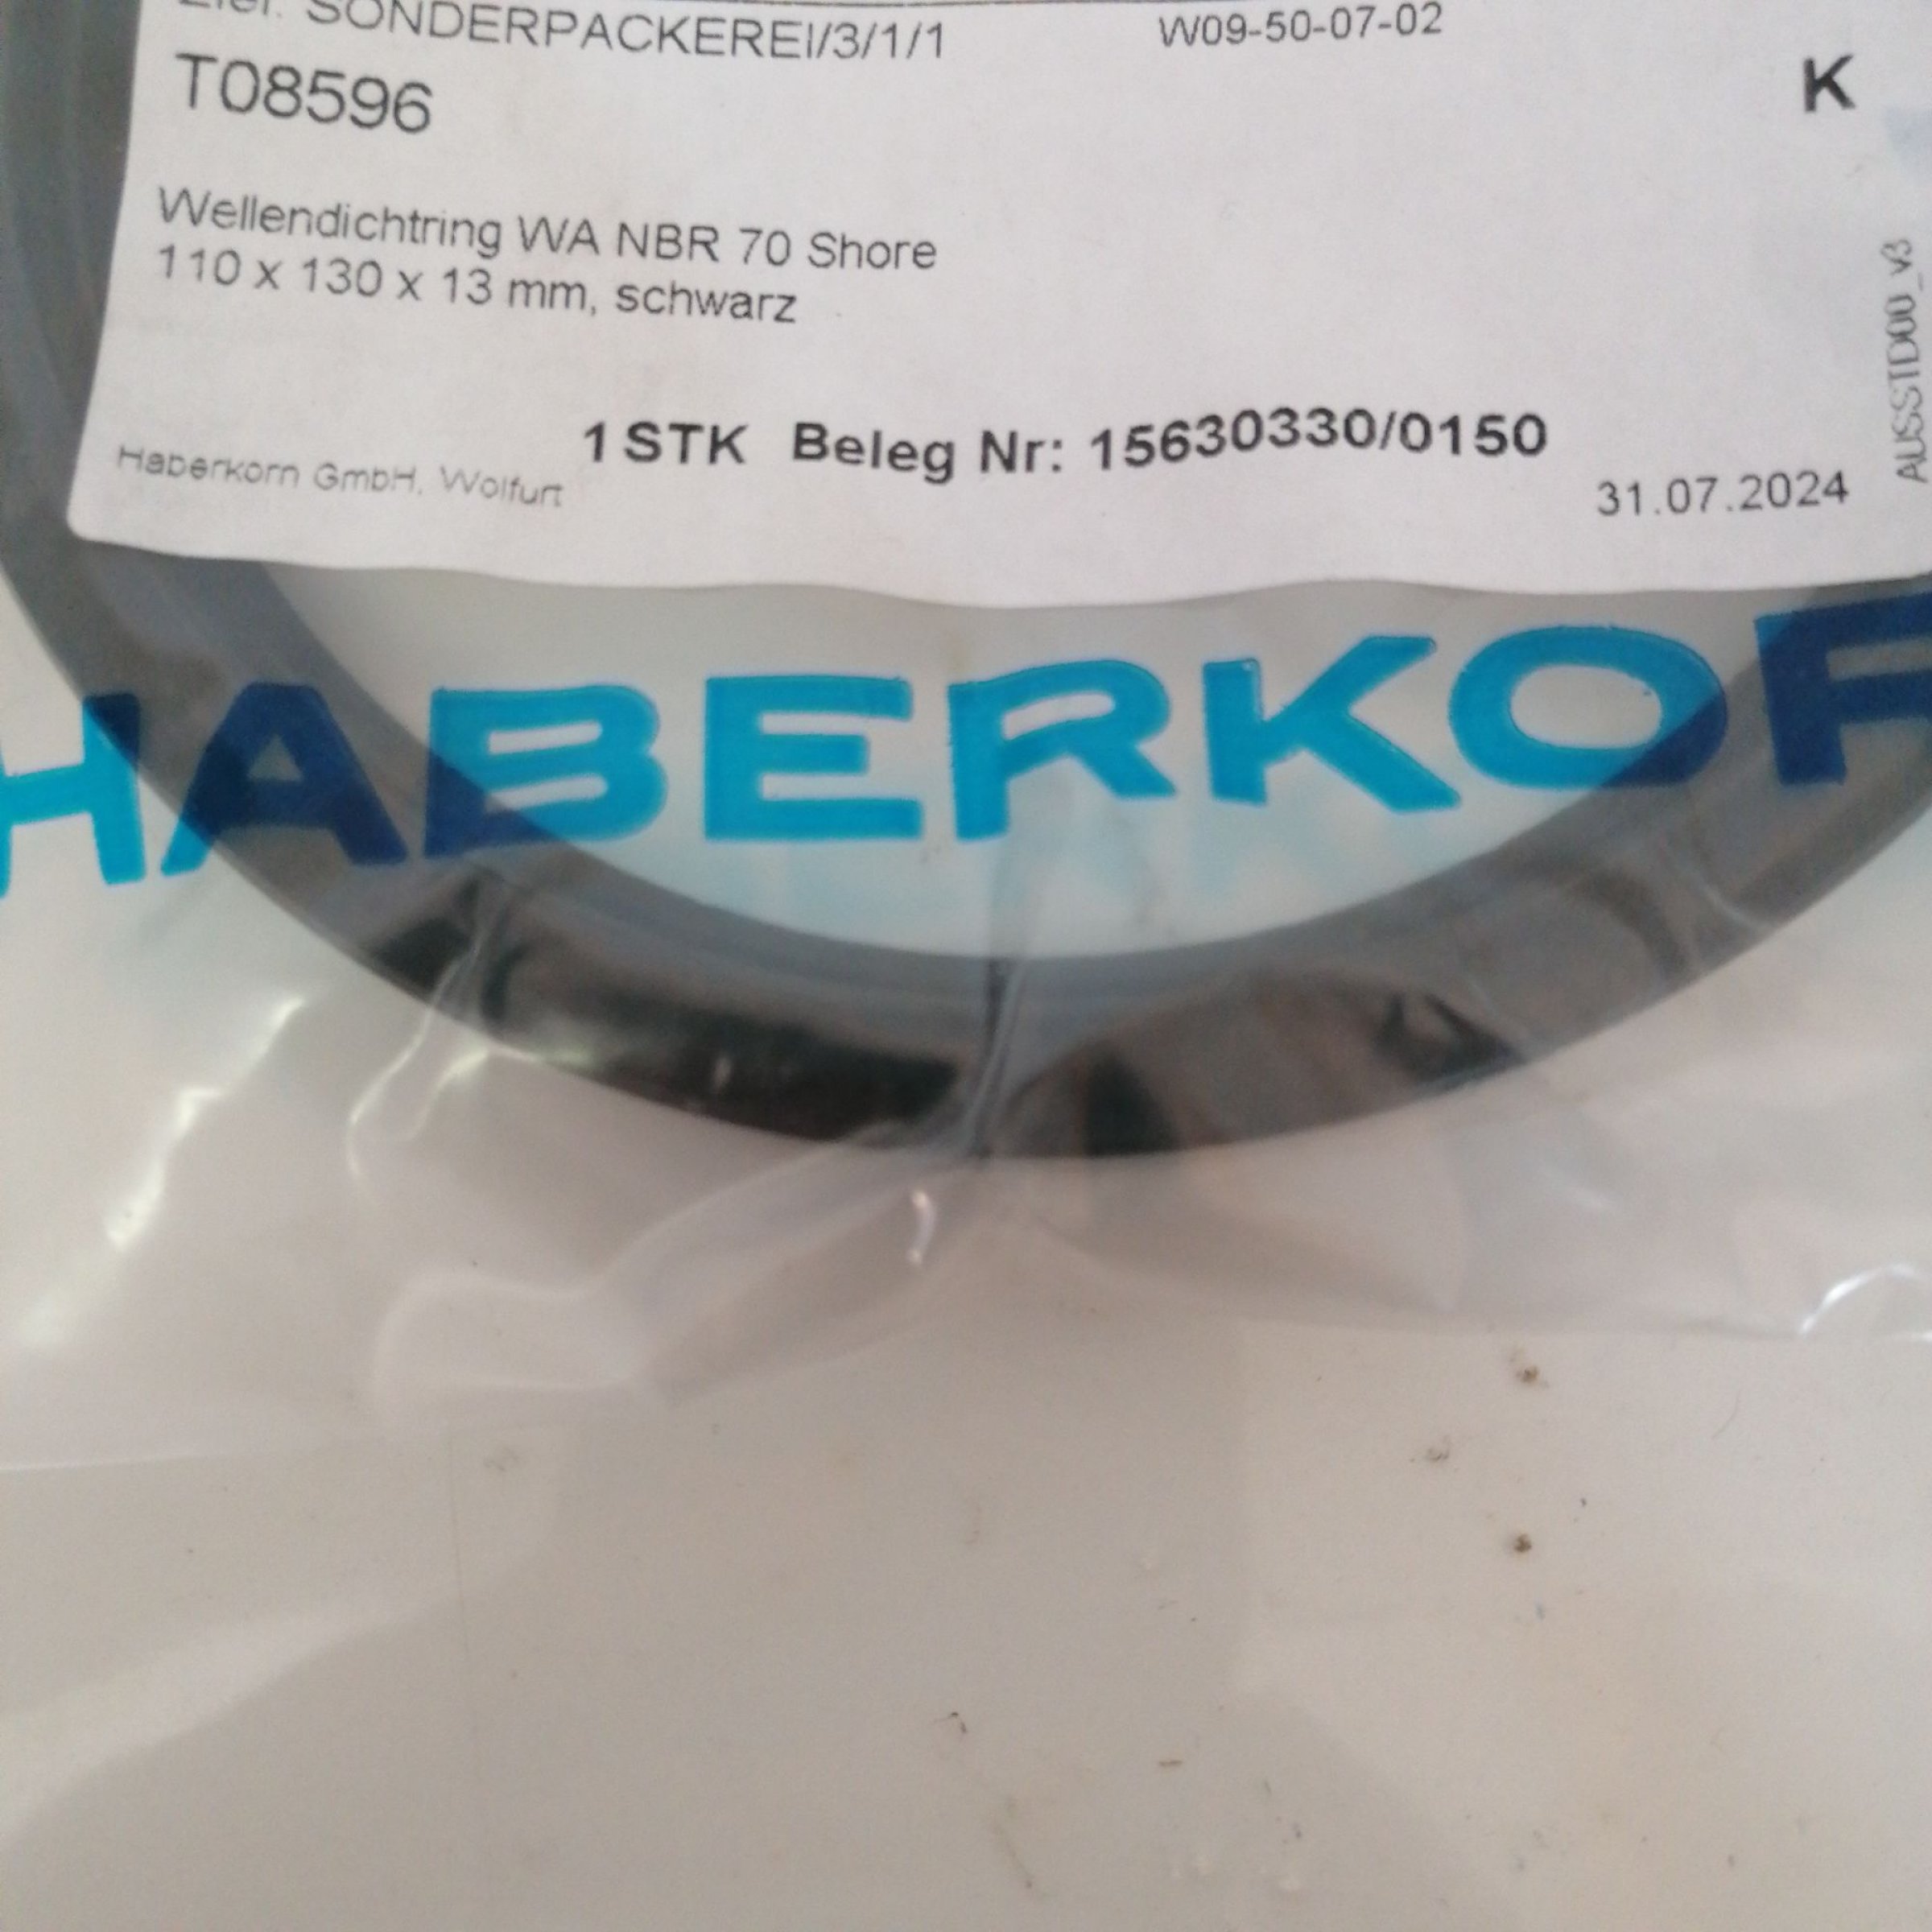 Ziel: SONDERPACKEREI/3/1/1 W09-50-07-02
T08596 K
Wellendichtring WA NBR 70 Shore
110 x 130 x 13 mm, schwarz
1 STK Beleg Nr: 15630330/0150
Haberkorn GmbH, Wolfurt
31.07.2024
AUSSTD00_v3
HABERKOR